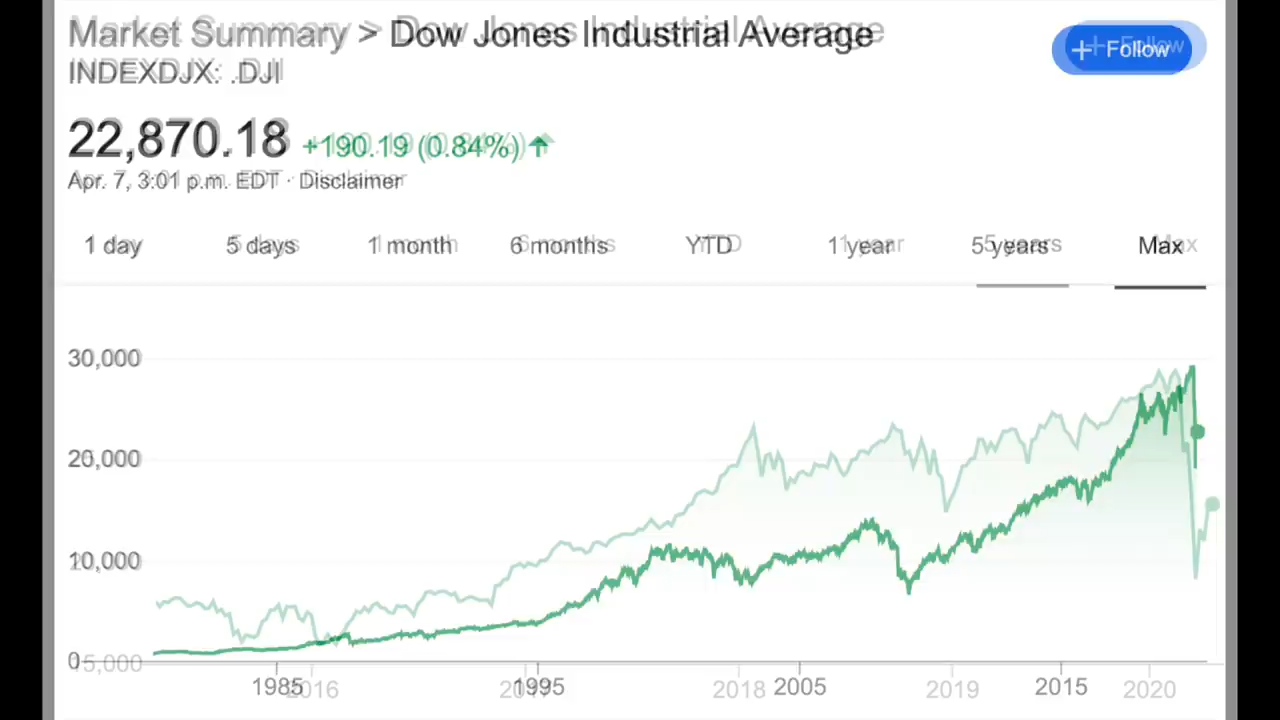 Market Summary > Dow Jones Industrial Average
INDEXDJX: .DJI
+ Follow
22,870.18 +190.19 (0.84%)
Apr. 7, 3:01 p.m. EDT · Disclaimer
1 day 5 days 1 month 6 months YTD 1 year 5 years Max
30,000
10,000
0
15,000
1985 1995 2005 2015
2016 2018 2019 2020